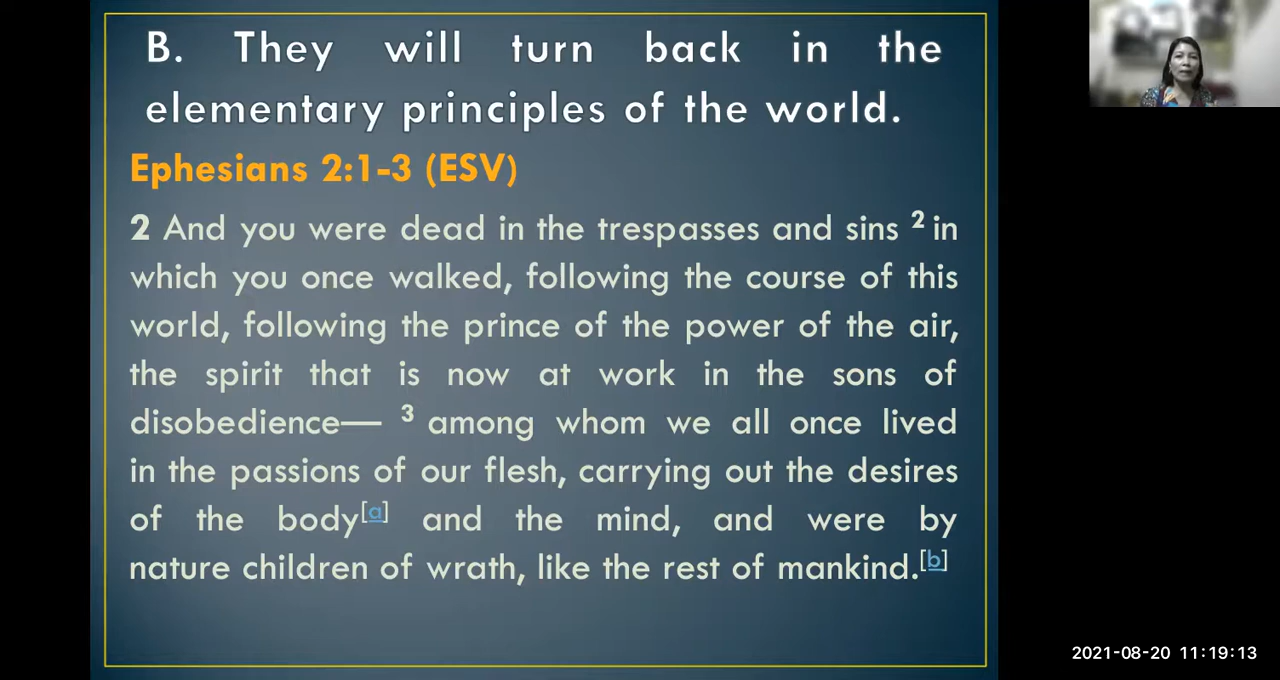 B. They will turn back in the
elementary principles of the world.
Ephesians 2:1-3 (ESV)
2 And you were dead in the trespasses and sins 2 in
which you once walked, following the course of this
world, following the prince of the power of the air,
the spirit that is now at work in the sons of
disobedience— 3 among whom we all once lived
in the passions of our flesh, carrying out the desires
of the body[a] and the mind, and were by
nature children of wrath, like the rest of mankind.[b]
2021-08-20 11:19:13